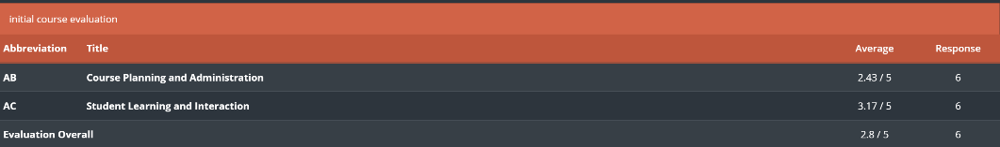 initial course evaluation
Abbreviation Title Average Response
AB Course Planning and Administration 2.43 / 5 6
AC Student Learning and Interaction 3.17 / 5 6
Evaluation Overall 2.8 / 5 6